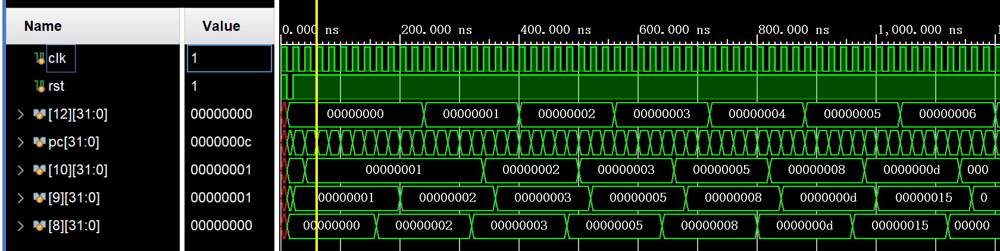 Name Value 0.000 ns 200.000 ns 400.000 ns 600.000 ns 800.000 ns 1,000.000 ns
clk 1
rst 1
[12][31:0] 00000000 00000000 00000001 00000002 00000003 00000004 00000005 00000006
pc[31:0] 0000000c
[10][31:0] 00000001 00000001 00000002 00000003 00000005 00000008 0000000d 000
[9][31:0] 00000001 00000001 00000002 00000003 00000005 00000008 0000000d 00000015 0
[8][31:0] 00000000 00000000 00000002 00000003 00000005 00000008 0000000d 00000015 00000